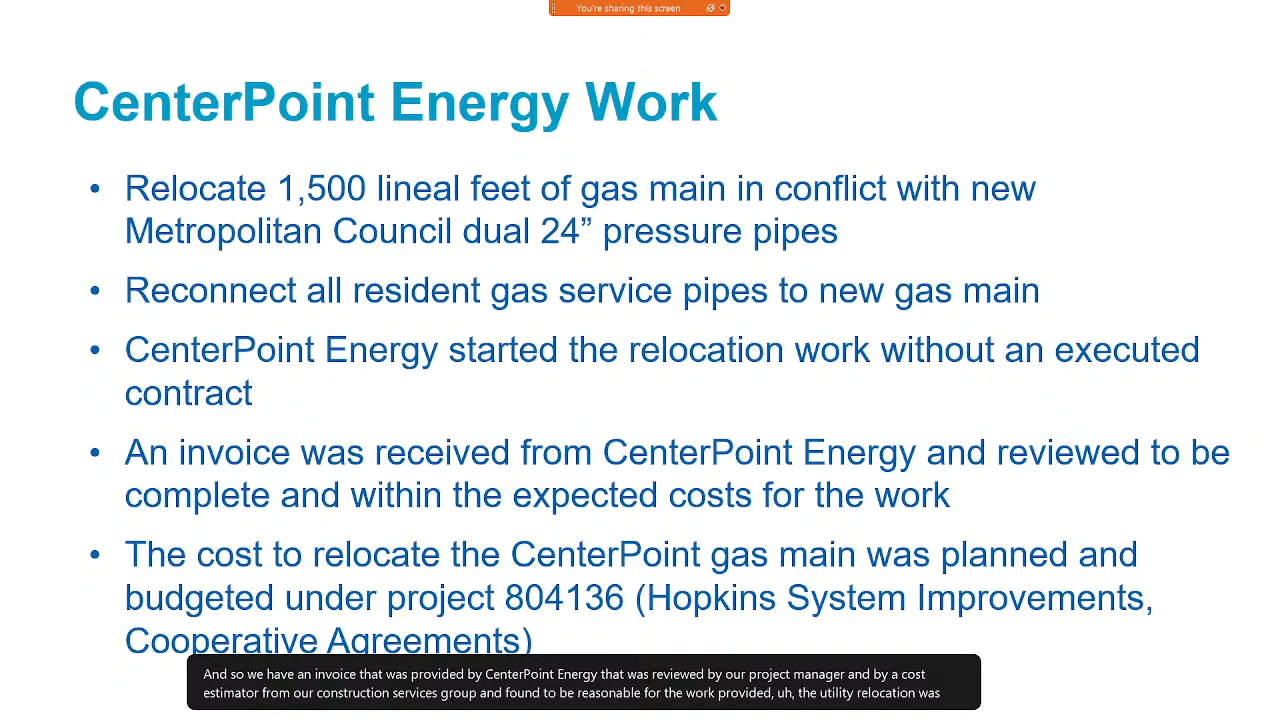 You're sharing this screen
CenterPoint Energy Work
• Relocate 1,500 lineal feet of gas main in conflict with new
Metropolitan Council dual 24” pressure pipes
• Reconnect all resident gas service pipes to new gas main
• CenterPoint Energy started the relocation work without an executed
contract
• An invoice was received from CenterPoint Energy and reviewed to be
complete and within the expected costs for the work
• The cost to relocate the CenterPoint gas main was planned and
budgeted under project 804136 (Hopkins System Improvements,
Cooperative Agreements)
And so we have an invoice that was provided by CenterPoint Energy that was reviewed by our project manager and by a cost
estimator from our construction services group and found to be reasonable for the work provided, uh, the utility relocation was